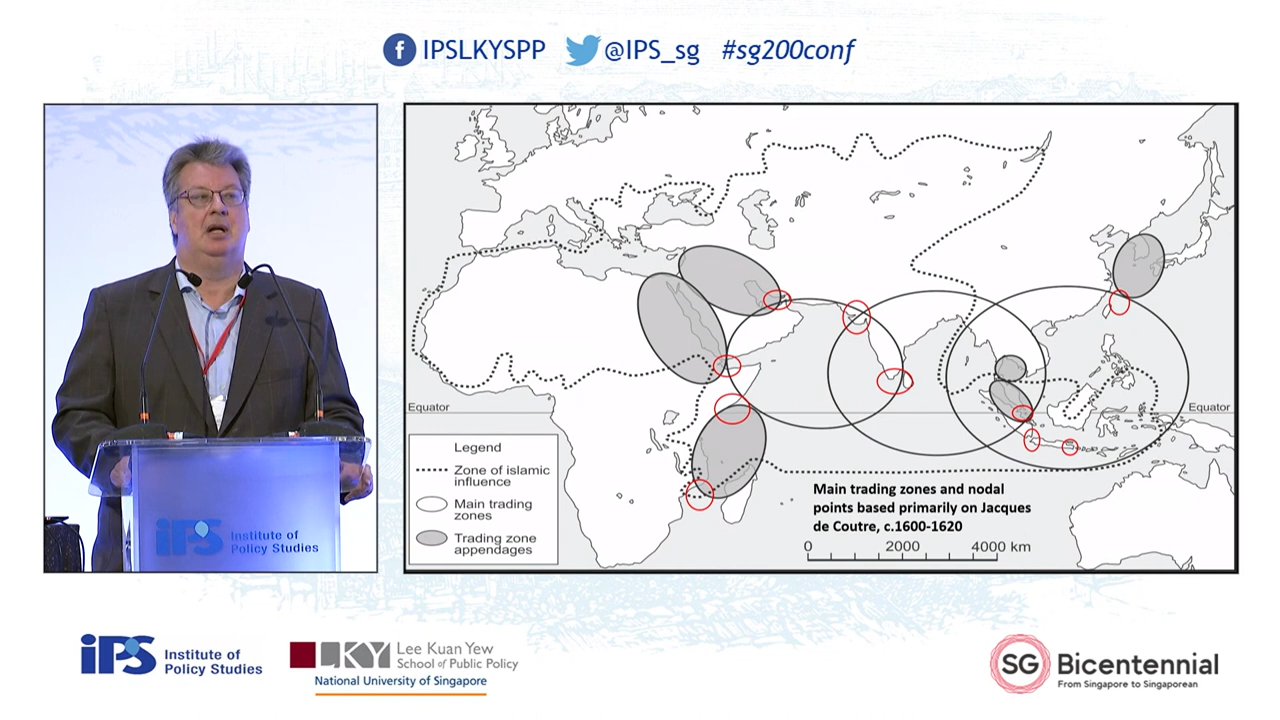 IPSLKYSPP @IPS_sg #sg200conf
Equator
Equator
Legend
Zone of islamic
influence
Main trading
zones
Trading zone
appendages
Main trading zones and nodal
points based primarily on Jacques
de Coutre, c.1600-1620
0 2000 4000 km
iPS Institute of
Policy Studies
iPS Institute of
Policy Studies
LKY Lee Kuan Yew
School of Public Policy
National University of Singapore
SG Bicentennial
From Singapore to Singaporean